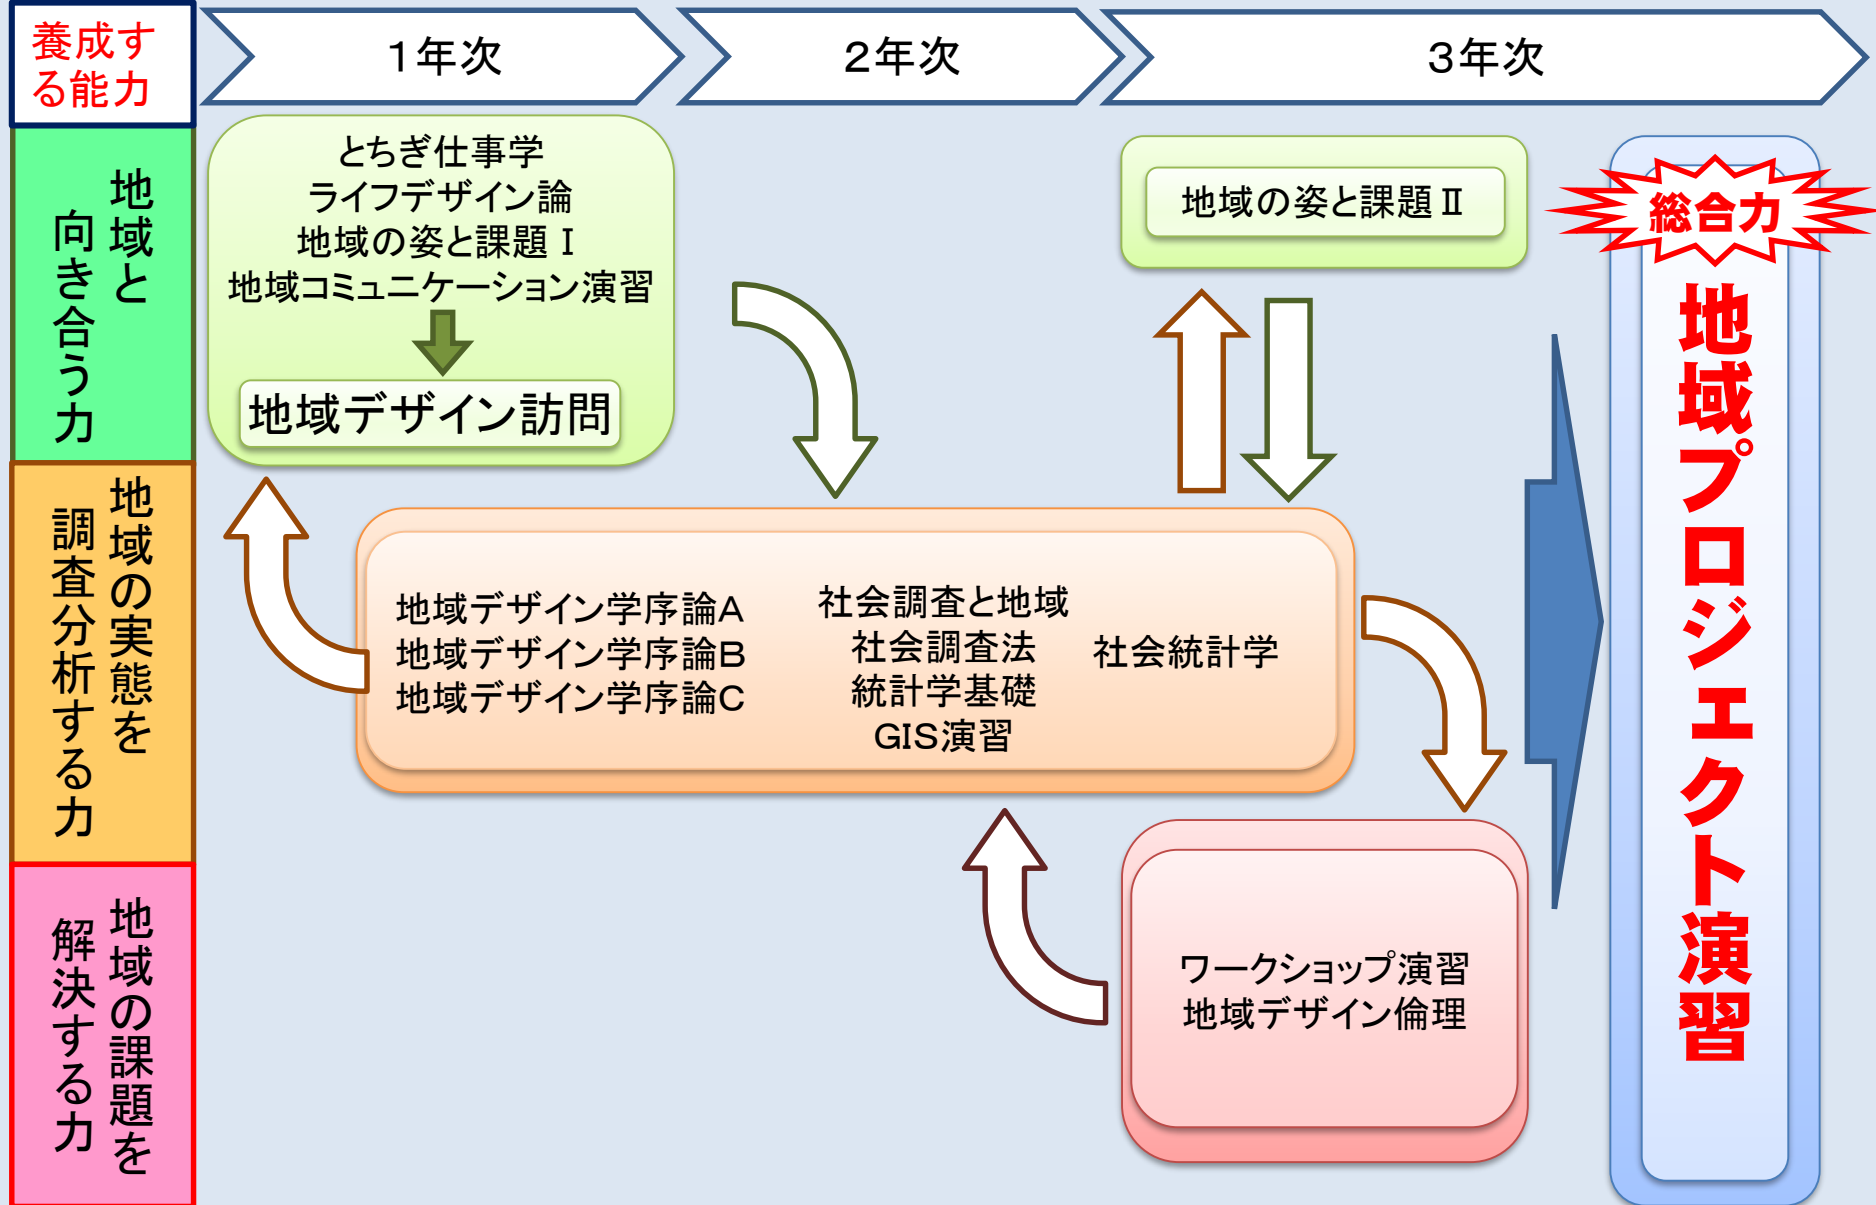 養成す
る能力
1年次
2年次
3年次
地域と
向き合う力
とちぎ仕事学
ライフデザイン論
地域の姿と課題Ⅰ
地域コミュニケーション演習
地域デザイン訪問
地域の姿と課題Ⅱ
地域の実態を
調査分析する力
地域デザイン学序論A
地域デザイン学序論B
地域デザイン学序論C
社会調査と地域
社会調査法
統計学基礎
GIS演習
社会統計学
地域の課題を
解決する力
ワークショップ演習
地域デザイン倫理
総合力
地域プロジェクト演習